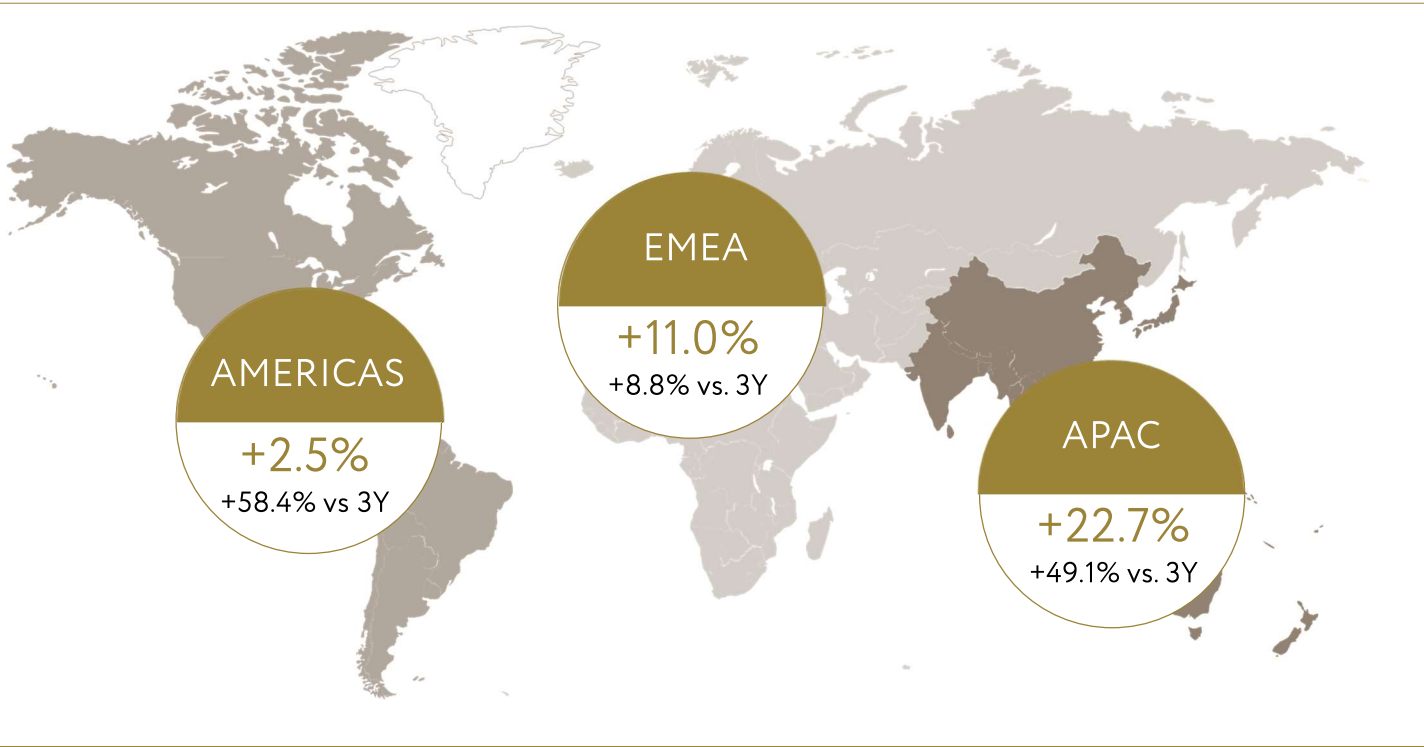 EMEA
+11.0%
+8.8% vs. 3Y
AMERICAS
+2.5%
+58.4% vs 3Y
APAC
+22.7%
+49.1% vs. 3Y